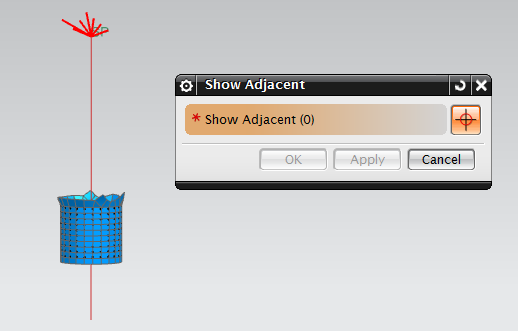 Show Adjacent
* Show Adjacent (0)
OK
Apply
Cancel